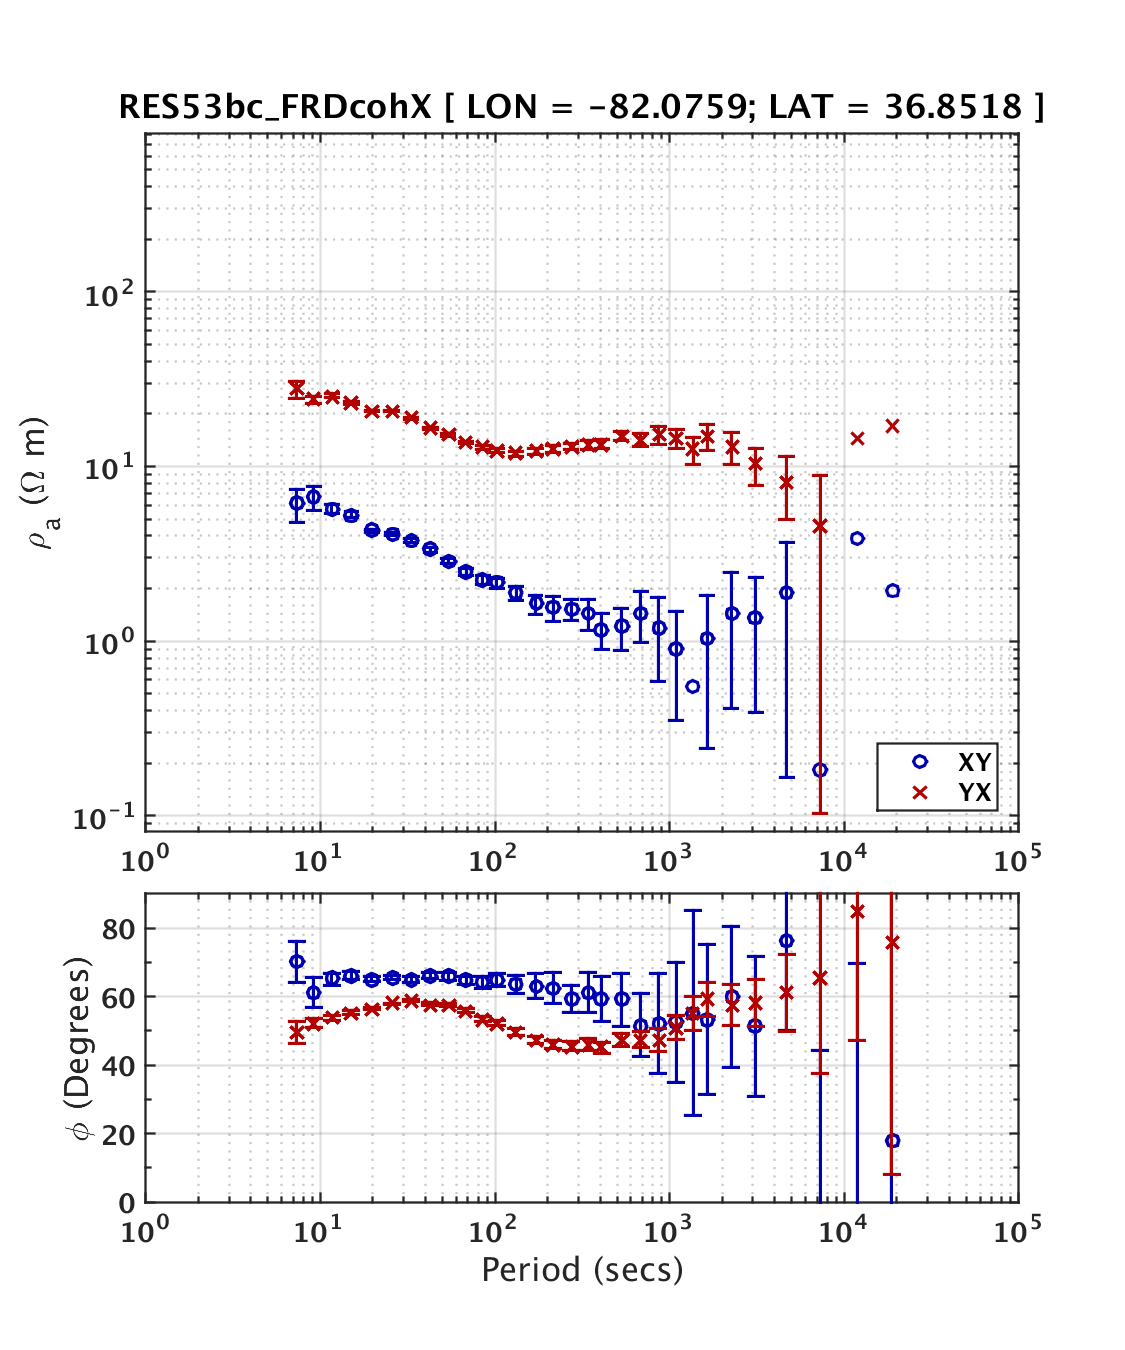 RES53bc_FRDcohX [ LON = -82.0759; LAT = 36.8518 ]
ρa (Ω m)
10²
10¹
10⁰
10⁻¹
XY
YX
10⁰ 10¹ 10² 10³ 10⁴ 10⁵
ϕ (Degrees)
80
60
40
20
0
10⁰ 10¹ 10² 10³ 10⁴ 10⁵
Period (secs)